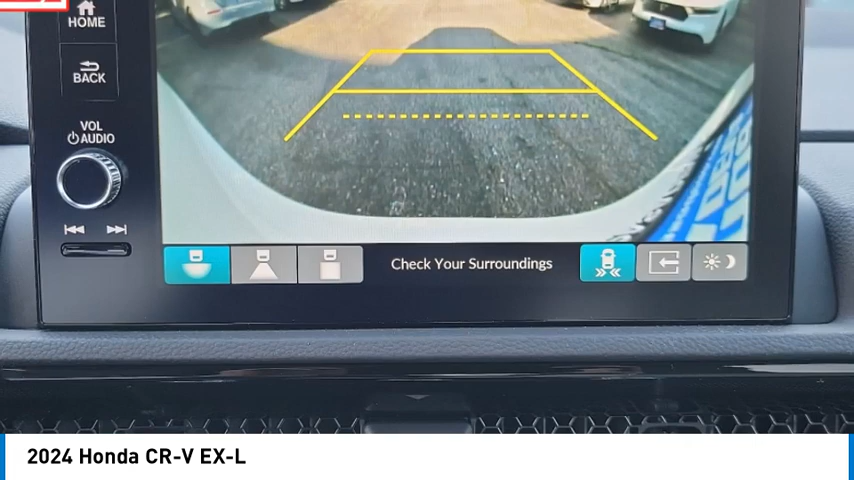 HOME
BACK
VOL
AUDIO
Check Your Surroundings
2024 Honda CR-V EX-L